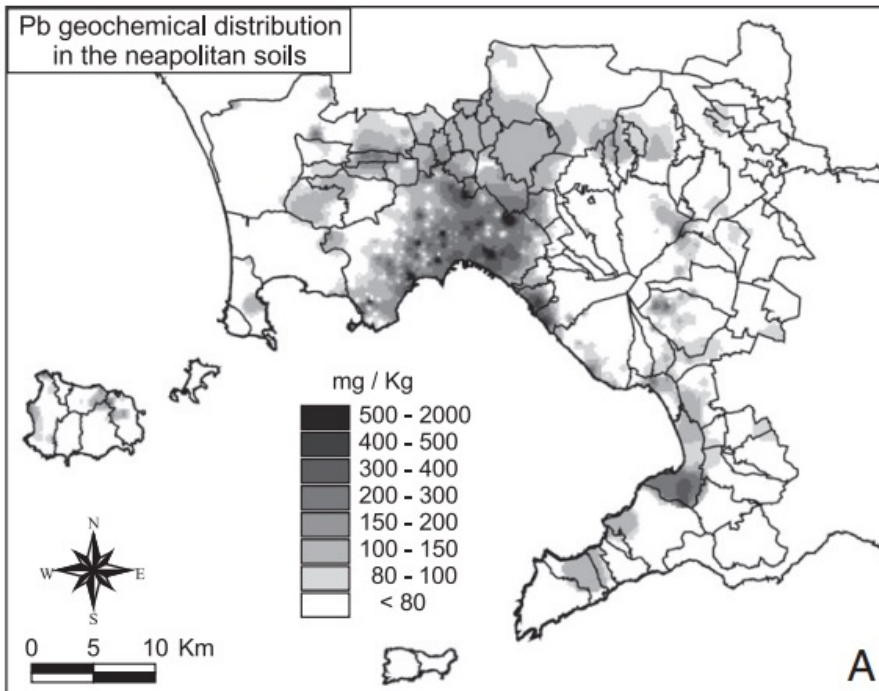 Pb geochemical distribution
in the neapolitan soils
mg / Kg
500 - 2000
400 - 500
300 - 400
200 - 300
150 - 200
100 - 150
80 - 100
< 80
N
W E
S
0 5 10 Km
A